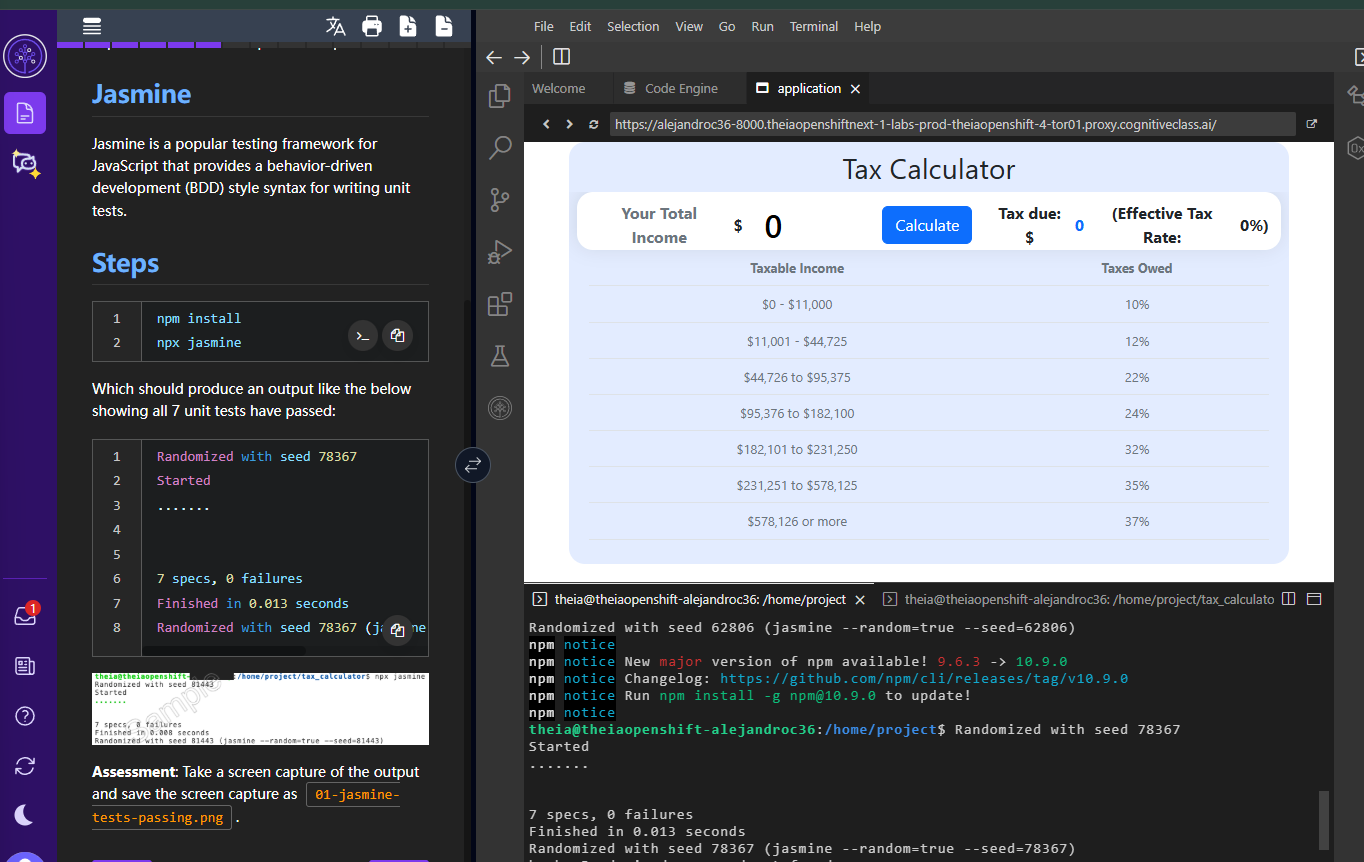 Jasmine
Jasmine is a popular testing framework for
JavaScript that provides a behavior-driven
development (BDD) style syntax for writing unit
tests.
Steps
1 npm install
2 npx jasmine
Which should produce an output like the below
showing all 7 unit tests have passed:
1 Randomized with seed 78367
2 Started
3 .......
4
5
6 7 specs, 0 failures
7 Finished in 0.013 seconds
8 Randomized with seed 78367 (ja
theia@theiaopenshift- :/home/project/tax_calculator$ npx jasmine
Randomized with seed 81443
Started
.......
7 specs, 0 failures
Finished in 0.008 seconds
Randomized with seed 81443 (jasmine --random=true --seed=81443)
Sample
Assessment: Take a screen capture of the output
and save the screen capture as 01-jasmine-
tests-passing.png .
1
File Edit Selection View Go Run Terminal Help
Welcome Code Engine application
https://alejandroc36-8000.theiaopenshiftnext-1-labs-prod-theiaopenshift-4-tor01.proxy.cognitiveclass.ai/
Tax Calculator
Your Total Income $ 0 Calculate Tax due: $ 0 (Effective Tax Rate: 0%)
Taxable Income Taxes Owed
$0 - $11,000 10%
$11,001 - $44,725 12%
$44,726 to $95,375 22%
$95,376 to $182,100 24%
$182,101 to $231,250 32%
$231,251 to $578,125 35%
$578,126 or more 37%
theia@theiaopenshift-alejandroc36: /home/project theia@theiaopenshift-alejandroc36: /home/project/tax_calculato
Randomized with seed 62806 (jasmine --random=true --seed=62806)
npm notice
npm notice New major version of npm available! 9.6.3 -> 10.9.0
npm notice Changelog: https://github.com/npm/cli/releases/tag/v10.9.0
npm notice Run npm install -g npm@10.9.0 to update!
npm notice
theia@theiaopenshift-alejandroc36:/home/project$ Randomized with seed 78367
Started
.......
7 specs, 0 failures
Finished in 0.013 seconds
Randomized with seed 78367 (jasmine --random=true --seed=78367)